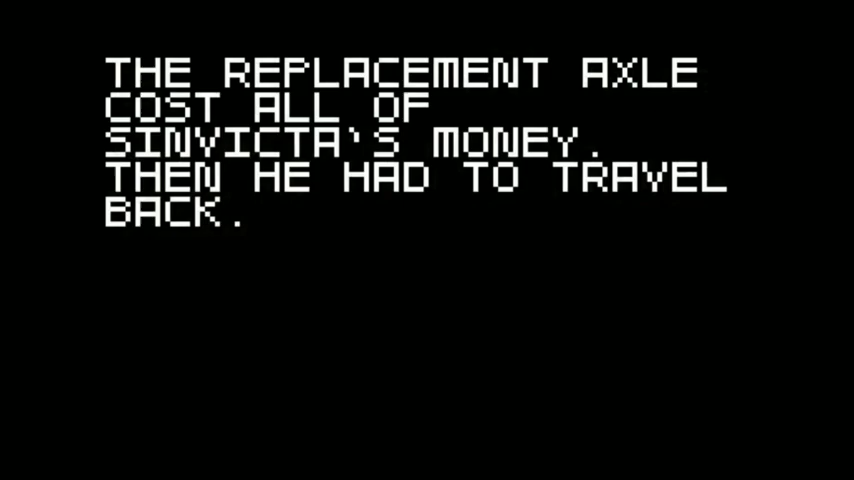 THE REPLACEMENT AXLE
COST ALL OF
SINVICTA'S MONEY.
THEN HE HAD TO TRAVEL
BACK.